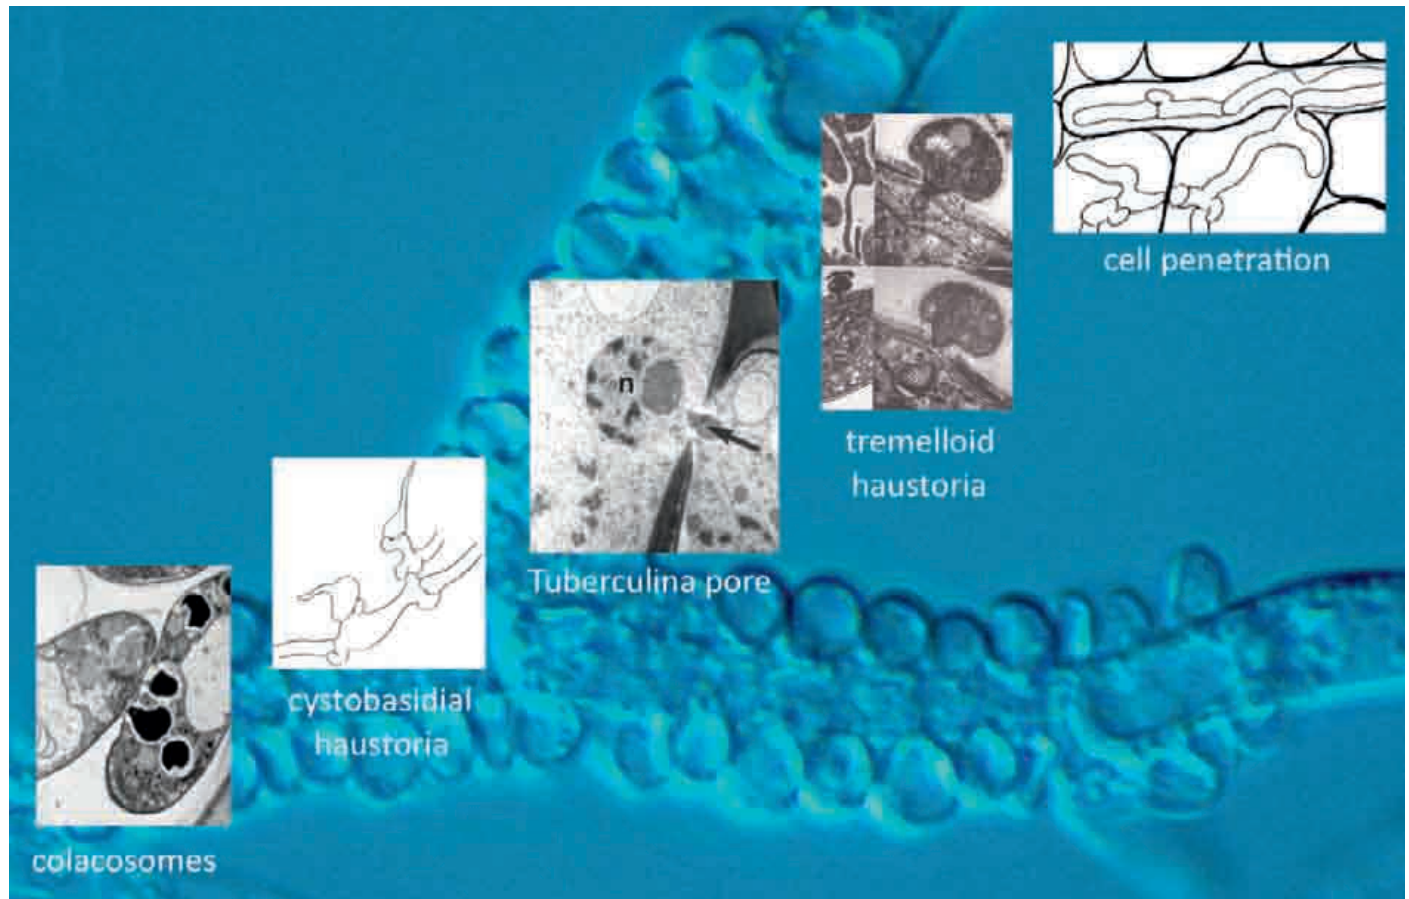 cell penetration
tremelloid
haustoria
n
Tuberculina pore
cystobasidial
haustoria
colacosomes